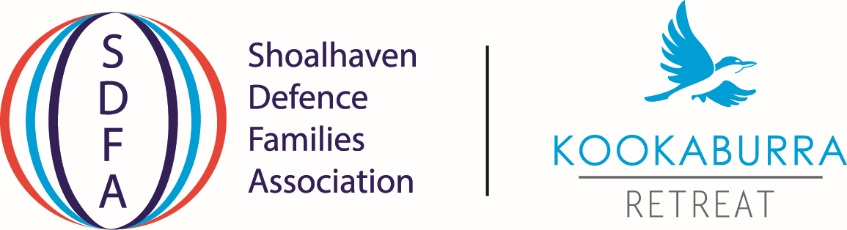 S
D
F
A
Shoalhaven
Defence
Families
Association
KOOKABURRA
RETREAT